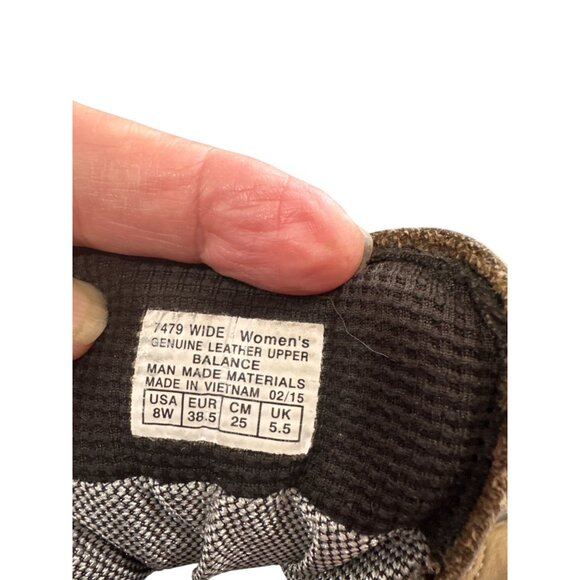 7479 WIDE Women's
GENUINE LEATHER UPPER
BALANCE
MAN MADE MATERIALS
MADE IN VIETNAM 02/15
USA EUR CM UK
8W 38.5 25 5.5